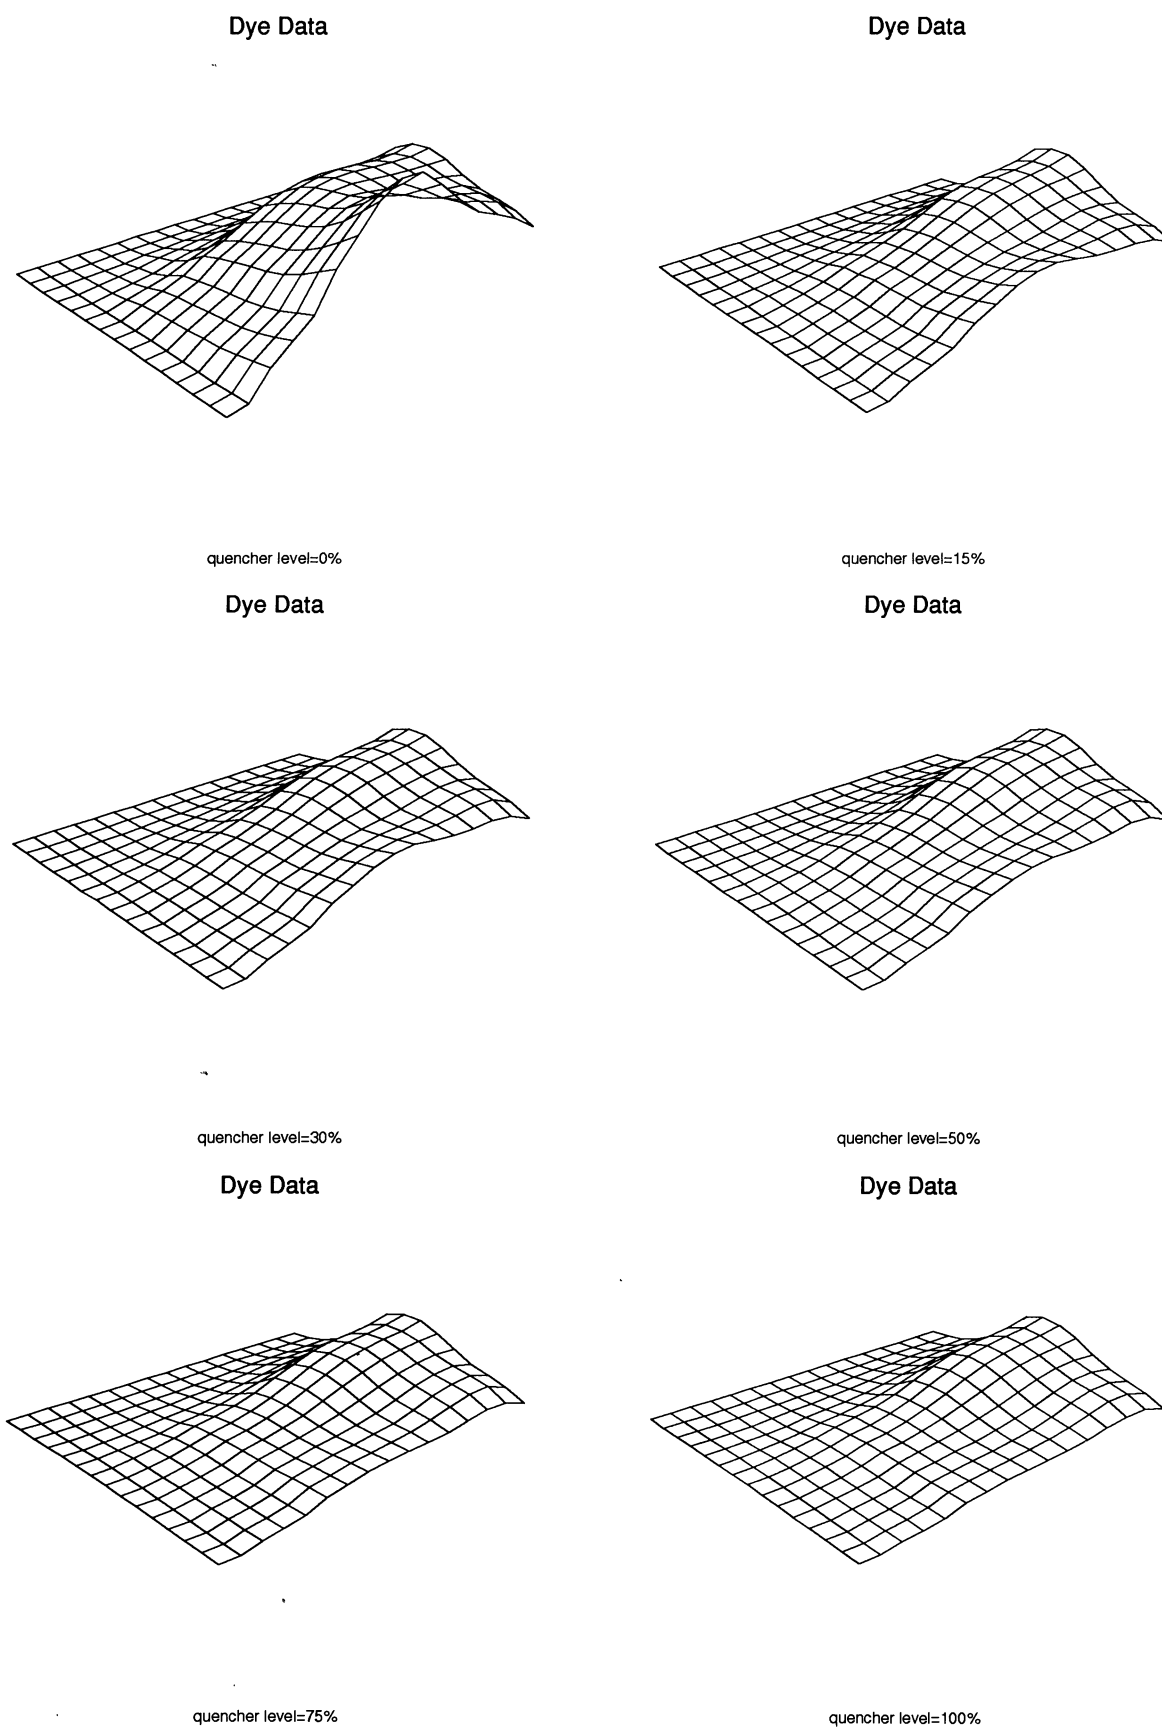 Dye Data
Dye Data
quencher level=0%
quencher level=15%
Dye Data
Dye Data
quencher level=30%
quencher level=50%
Dye Data
Dye Data
quencher level=75%
quencher level=100%